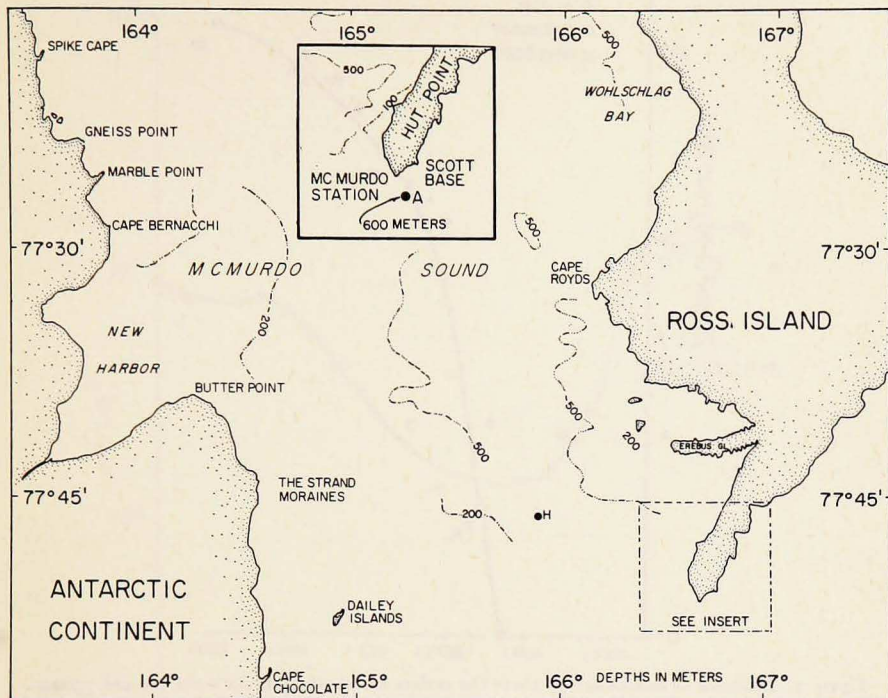 164° 165° 166° 167°
SPIKE CAPE
500
WOHLSCHLAG
BAY
GNEISS POINT
MARBLE POINT
CAPE BERNACCHI
500
100
HUT POINT
MC MURDO
STATION
SCOTT
BASE
A
600 METERS
77°30' 77°30'
MCMURDO SOUND
500
CAPE
ROYDS
ROSS ISLAND
NEW
HARBOR
200
BUTTER POINT
500
500
200
EREBUS GL.
77°45' 77°45'
THE STRAND
MORAINES
200
H
ANTARCTIC
CONTINENT
DAILEY
ISLANDS
SEE INSERT
CAPE
CHOCOLATE
DEPTHS IN METERS
164° 165° 166° 167°